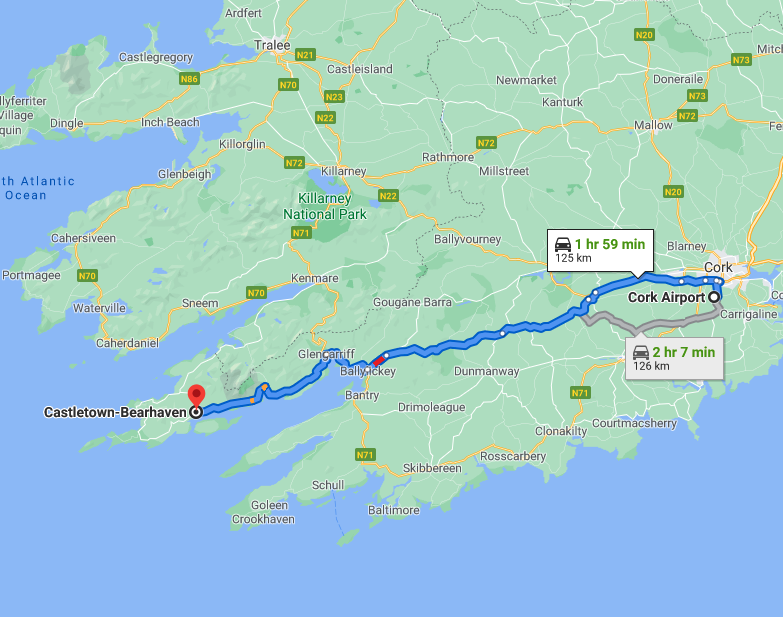 Ardfert
N20
Tralee
N21
Mitc
Castlegregory
N73
Castleisland
N86
N70
Newmarket
Doneraile
N23
N73
Kanturk
llyferriter
Village
quin
N22
N72
Dingle
Inch Beach
Mallow
Fe
Killorglin
N72
Rathmore
N72
Killarney
Millstreet
Glenbeigh
th Atlantic
Ocean
N22
N20
Killarney
National Park
N71
Cahersiveen
Ballyvourney
1 hr 59 min
125 km
Blarney
Portmagee
N70
Cork
Kenmare
N70
Cork Airport
Co
Sneem
Gougane Barra
Waterville
Carrigaline
Caherdaniel
Glengarriff
2 hr 7 min
126 km
Ballylickey
Dunmanway
Bantry
N71
Castletown-Bearhaven
Drimoleague
Courtmacsherry
Clonakilty
N71
Rosscarbery
Skibbereen
Schull
Goleen
Crookhaven
Baltimore